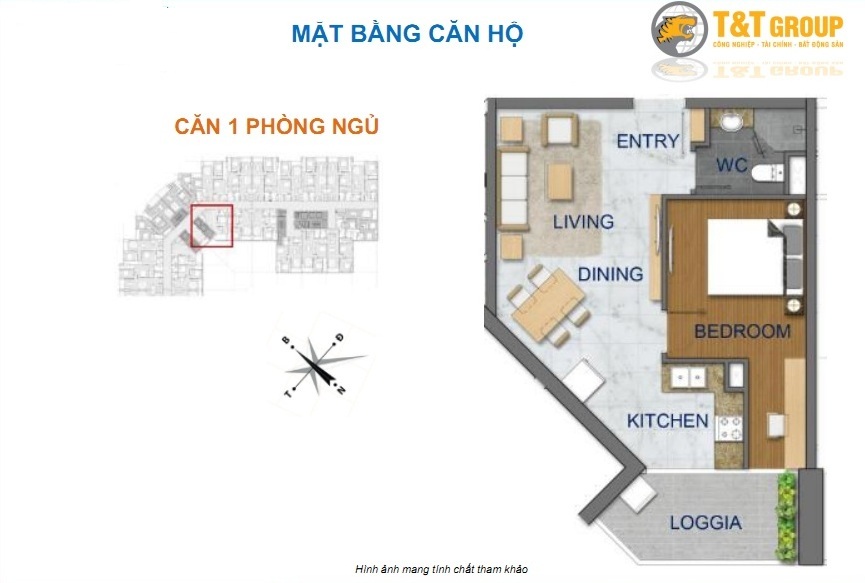 MẶT BẰNG CĂN HỘ
T&T GROUP
CÔNG NGHIỆP - TÀI CHÍNH - BẤT ĐỘNG SẢN
CĂN 1 PHÒNG NGỦ
ENTRY
WC
LIVING
DINING
BEDROOM
B
Đ
T
N
KITCHEN
LOGGIA
Hình ảnh mang tính chất tham khảo